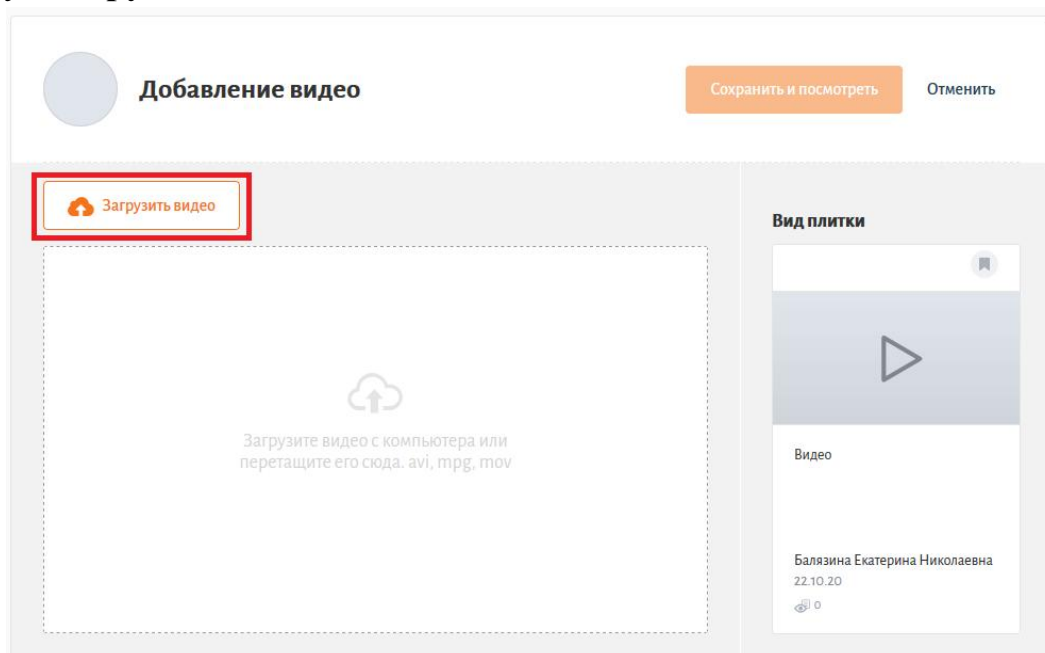 Добавление видео
Сохранить и посмотреть
Отменить
Загрузить видео
Загрузите видео с компьютера или
перетащите его сюда. avi, mpg, mov
Вид плитки
Видео
Балязина Екатерина Николаевна
22.10.20
0